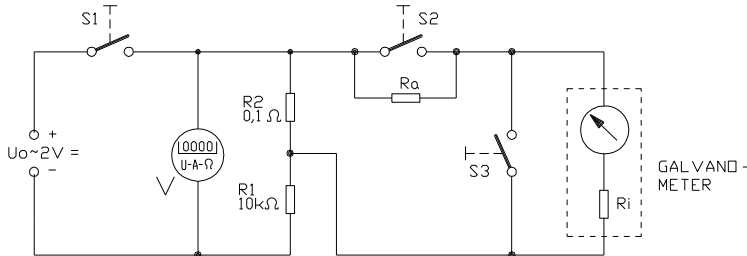 S1
S2
Ra
R2
0,1 Ω
+
Uo~2V =
-
0000
U-A-Ω
V
R1
10kΩ
S3
GALVANO-
METER
Ri